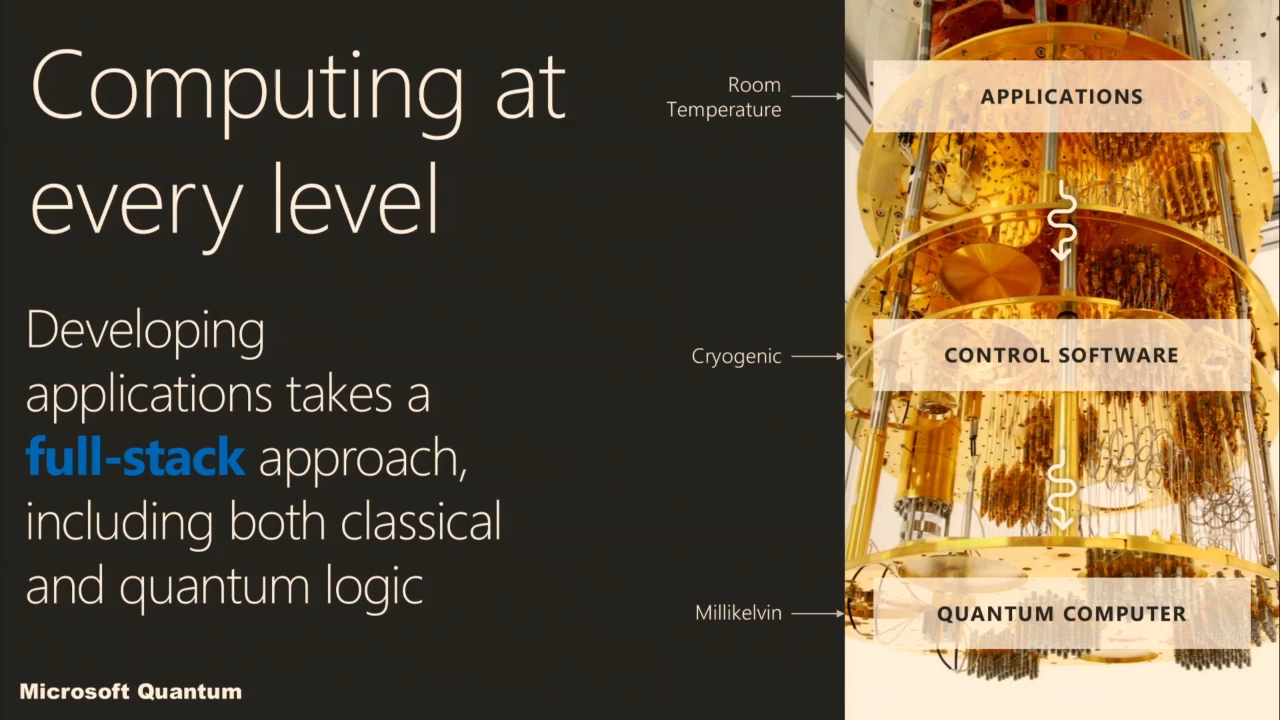 Computing at
every level
Developing
applications takes a
full-stack approach,
including both classical
and quantum logic
Microsoft Quantum
Room
Temperature
APPLICATIONS
Cryogenic
CONTROL SOFTWARE
Millikelvin
QUANTUM COMPUTER